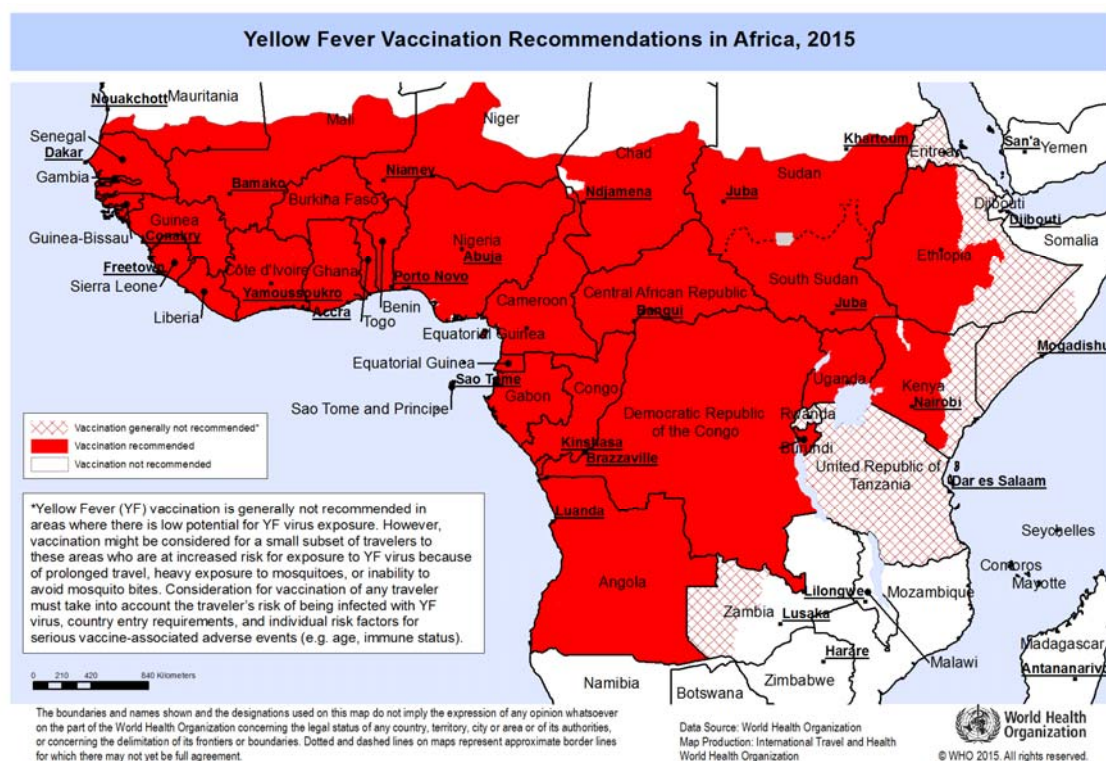 Yellow Fever Vaccination Recommendations in Africa, 2015
Nouakchott
Mauritania
Mali
Niger
Chad
Khartoum
Sudan
Eritrea
San'a
Yemen
Senegal
Dakar
Gambia
Bamako
Niamey
Burkina Faso
Ndjamena
Juba
Djibouti
Djibouti
Guinea
Conakry
Guinea-Bissau
Nigeria
Abuja
Ethiopia
Somalia
Freetown
Sierra Leone
Côte d'Ivoire
Ghana
Yamoussoukro
Porto Novo
Accra
Benin
Togo
Liberia
Cameroon
Central African Republic
Bangui
South Sudan
Juba
Equatorial Guinea
Equatorial Guinea
Mogadishu
Sao Tome
Sao Tome and Principe
Gabon
Congo
Uganda
Kenya
Nairobi
Rwanda
Burundi
Democratic Republic
of the Congo
Kinshasa
Brazzaville
United Republic of
Tanzania
Dar es Salaam
Luanda
Angola
Seychelles
Comoros
Mayotte
Lilongwe
Mozambique
Zambia
Lusaka
Harare
Malawi
Madagascar
Antananariv
Namibia
Botswana
Zimbabwe
Vaccination generally not recommended*
Vaccination recommended
Vaccination not recommended
*Yellow Fever (YF) vaccination is generally not recommended in
areas where there is low potential for YF virus exposure. However,
vaccination might be considered for a small subset of travelers to
these areas who are at increased risk for exposure to YF virus because
of prolonged travel, heavy exposure to mosquitoes, or inability to
avoid mosquito bites. Consideration for vaccination of any traveler
must take into account the traveler's risk of being infected with YF
virus, country entry requirements, and individual risk factors for
serious vaccine-associated adverse events (e.g. age, immune status).
0 210 420 840 Kilometers
The boundaries and names shown and the designations used on this map do not imply the expression of any opinion whatsoever
on the part of the World Health Organization concerning the legal status of any country, territory, city or area or of its authorities,
or concerning the delimitation of its frontiers or boundaries. Dotted and dashed lines on maps represent approximate border lines
for which there may not yet be full agreement.
Data Source: World Health Organization
Map Production: International Travel and Health
World Health Organization
World Health
Organization
© WHO 2015. All rights reserved.